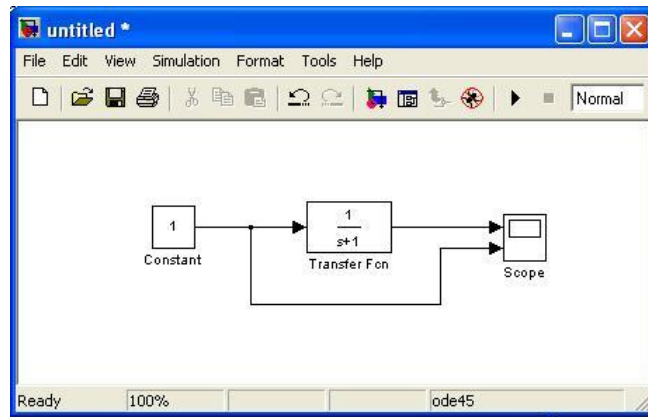 untitled *
File Edit View Simulation Format Tools Help
Normal
1
Constant
1
s+1
Transfer Fcn
Scope
Ready 100% ode45